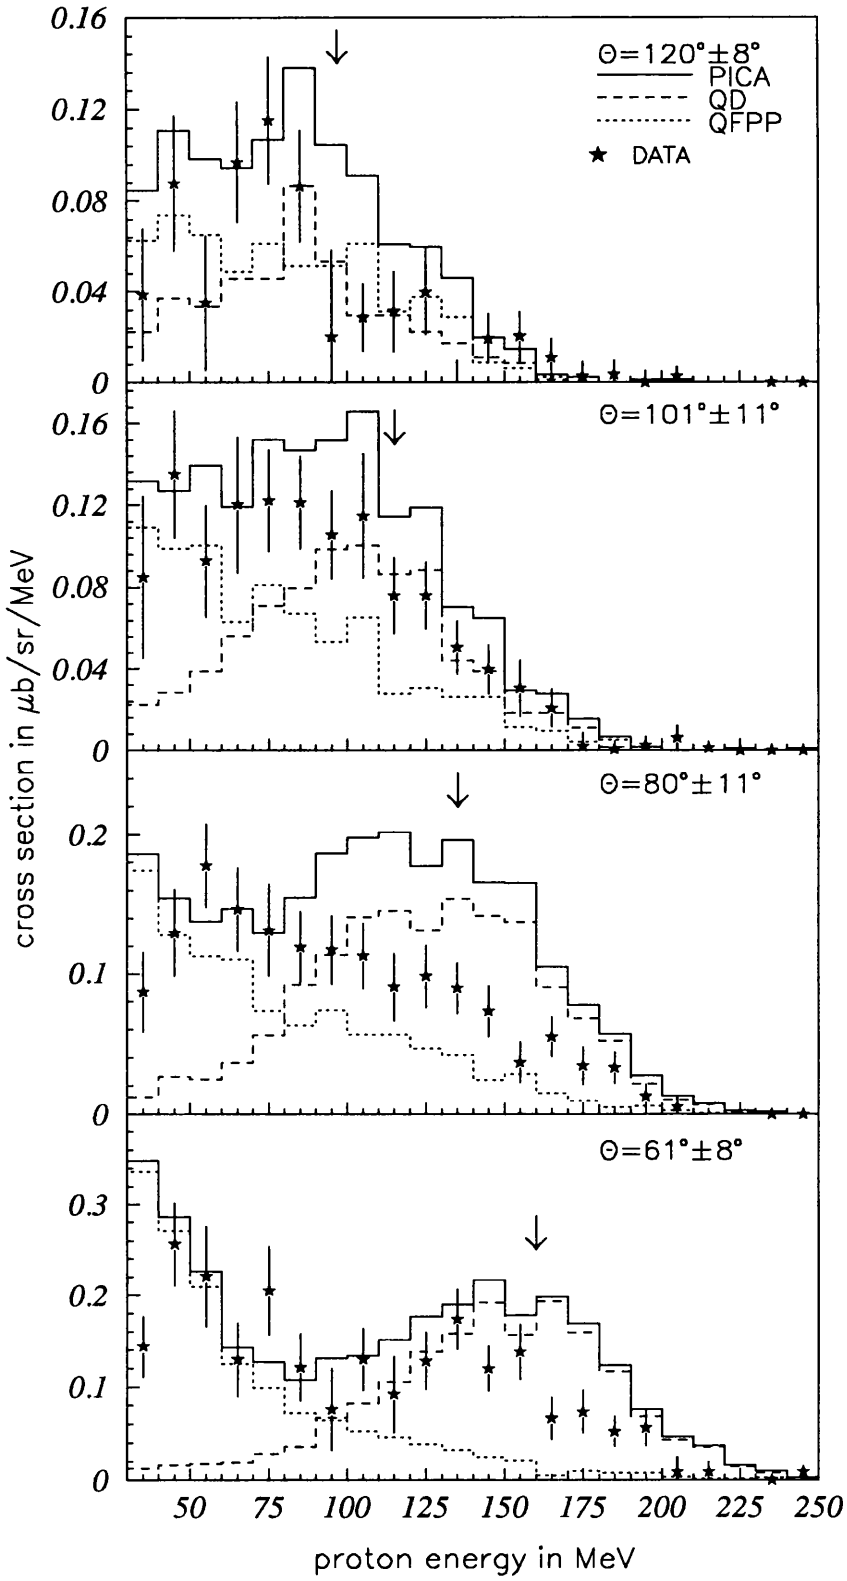 0.16
Θ=120°±8°
PICA
QD
QFPP
DATA
0.12
0.08
0.04
0
Θ=101°±11°
0.16
0.12
0.08
0.04
0
Θ=80°±11°
0.2
0.1
0
Θ=61°±8°
0.3
0.2
0.1
0
50 75 100 125 150 175 200 225 250
proton energy in MeV
cross section in μb/sr/MeV